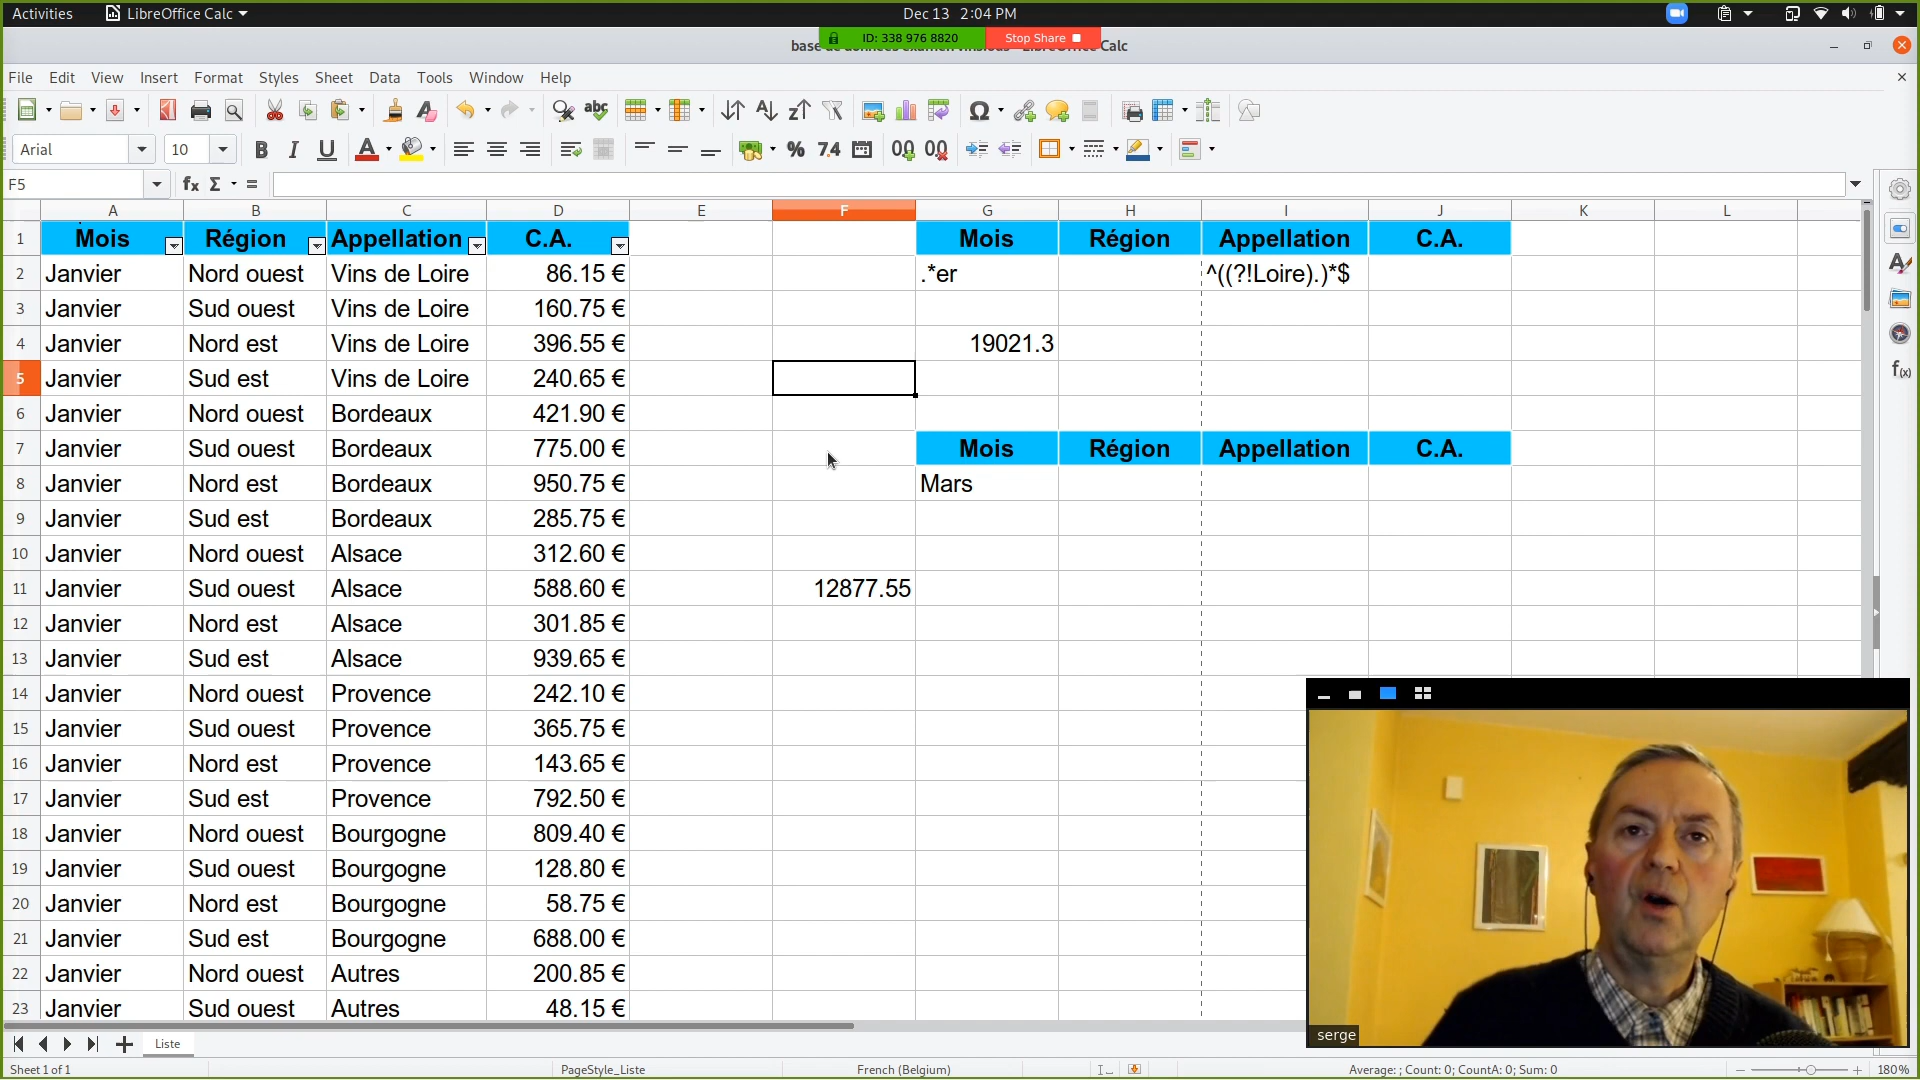 Activities LibreOffice Calc Dec 13 2:04 PM
ID: 338 976 8820 Stop Share
Calc
File Edit View Insert Format Styles Sheet Data Tools Window Help
Arial 10
F5
A B C D E F G H I J K L
1 Mois Région Appellation C.A. Mois Région Appellation C.A.
2 Janvier Nord ouest Vins de Loire 86.15 € .*er ^((?!Loire).)*$
3 Janvier Sud ouest Vins de Loire 160.75 €
4 Janvier Nord est Vins de Loire 396.55 € 19021.3
5 Janvier Sud est Vins de Loire 240.65 €
6 Janvier Nord ouest Bordeaux 421.90 €
7 Janvier Sud ouest Bordeaux 775.00 € Mois Région Appellation C.A.
8 Janvier Nord est Bordeaux 950.75 € Mars
9 Janvier Sud est Bordeaux 285.75 €
10 Janvier Nord ouest Alsace 312.60 €
11 Janvier Sud ouest Alsace 588.60 € 12877.55
12 Janvier Nord est Alsace 301.85 €
13 Janvier Sud est Alsace 939.65 €
14 Janvier Nord ouest Provence 242.10 €
15 Janvier Sud ouest Provence 365.75 €
16 Janvier Nord est Provence 143.65 €
17 Janvier Sud est Provence 792.50 €
18 Janvier Nord ouest Bourgogne 809.40 €
19 Janvier Sud ouest Bourgogne 128.80 €
20 Janvier Nord est Bourgogne 58.75 €
21 Janvier Sud est Bourgogne 688.00 €
22 Janvier Nord ouest Autres 200.85 €
23 Janvier Sud ouest Autres 48.15 €
serge
Liste
Sheet 1 of 1 PageStyle_Liste French (Belgium) Average: ; Count: 0; CountA: 0; Sum: 0 180%